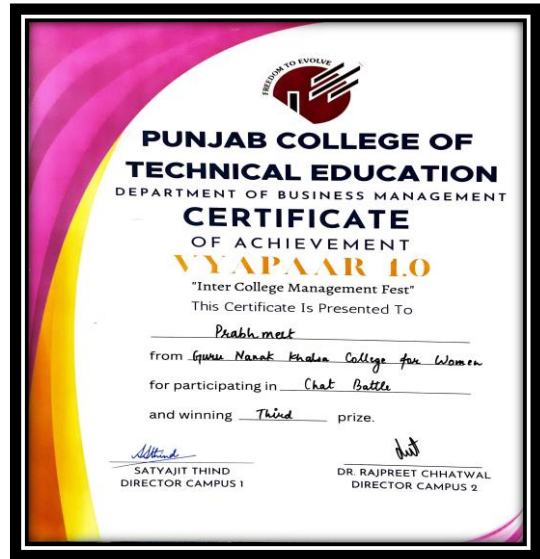 FREEDOM TO EVOLVE
PUNJAB COLLEGE OF
TECHNICAL EDUCATION
DEPARTMENT OF BUSINESS MANAGEMENT
CERTIFICATE
OF ACHIEVEMENT
VYAPAAR 1.0
"Inter College Management Fest"
This Certificate Is Presented To
Prabhmeet
from Guru Nanak Khalsa College for Women
for participating in Chat Battle
and winning Third prize.
SATYAJIT THIND
DIRECTOR CAMPUS 1
DR. RAJPREET CHHATWAL
DIRECTOR CAMPUS 2